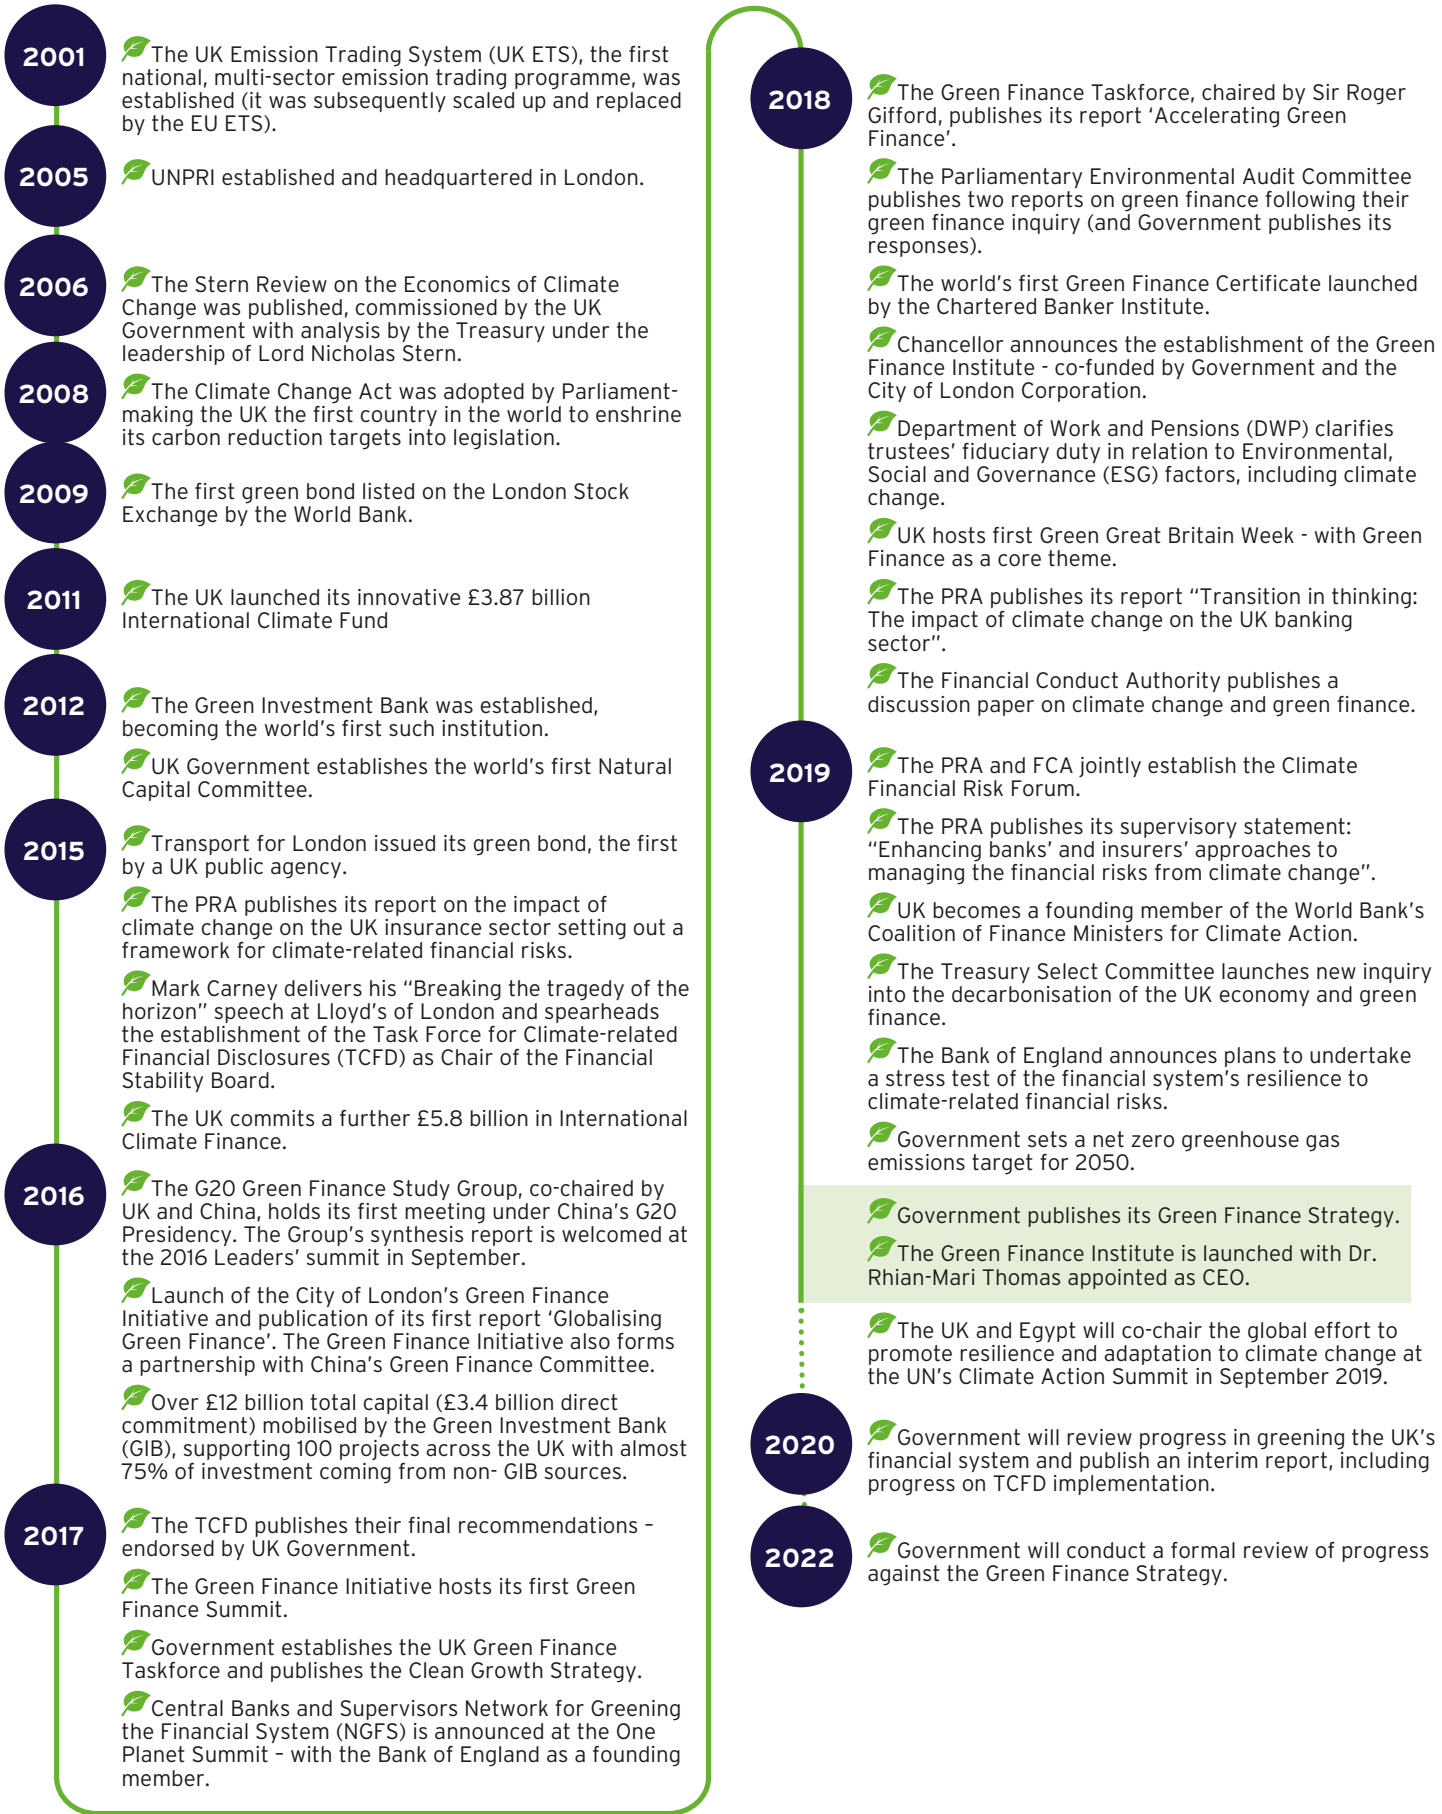 2001
The UK Emission Trading System (UK ETS), the first
national, multi-sector emission trading programme, was
established (it was subsequently scaled up and replaced
by the EU ETS).
2005
UNPRI established and headquartered in London.
2006
The Stern Review on the Economics of Climate
Change was published, commissioned by the UK
Government with analysis by the Treasury under the
leadership of Lord Nicholas Stern.
2008
The Climate Change Act was adopted by Parliament-
making the UK the first country in the world to enshrine
its carbon reduction targets into legislation.
2009
The first green bond listed on the London Stock
Exchange by the World Bank.
2011
The UK launched its innovative £3.87 billion
International Climate Fund
2012
The Green Investment Bank was established,
becoming the world's first such institution.
UK Government establishes the world's first Natural
Capital Committee.
2015
Transport for London issued its green bond, the first
by a UK public agency.
The PRA publishes its report on the impact of
climate change on the UK insurance sector setting out a
framework for climate-related financial risks.
Mark Carney delivers his “Breaking the tragedy of the
horizon” speech at Lloyd's of London and spearheads
the establishment of the Task Force for Climate-related
Financial Disclosures (TCFD) as Chair of the Financial
Stability Board.
The UK commits a further £5.8 billion in International
Climate Finance.
2016
The G20 Green Finance Study Group, co-chaired by
UK and China, holds its first meeting under China's G20
Presidency. The Group's synthesis report is welcomed at
the 2016 Leaders' summit in September.
Launch of the City of London's Green Finance
Initiative and publication of its first report ‘Globalising
Green Finance’. The Green Finance Initiative also forms
a partnership with China's Green Finance Committee.
Over £12 billion total capital (£3.4 billion direct
commitment) mobilised by the Green Investment Bank
(GIB), supporting 100 projects across the UK with almost
75% of investment coming from non- GIB sources.
2017
The TCFD publishes their final recommendations –
endorsed by UK Government.
The Green Finance Initiative hosts its first Green
Finance Summit.
Government establishes the UK Green Finance
Taskforce and publishes the Clean Growth Strategy.
Central Banks and Supervisors Network for Greening
the Financial System (NGFS) is announced at the One
Planet Summit – with the Bank of England as a founding
member.
2018
The Green Finance Taskforce, chaired by Sir Roger
Gifford, publishes its report ‘Accelerating Green
Finance’.
The Parliamentary Environmental Audit Committee
publishes two reports on green finance following their
green finance inquiry (and Government publishes its
responses).
The world's first Green Finance Certificate launched
by the Chartered Banker Institute.
Chancellor announces the establishment of the Green
Finance Institute - co-funded by Government and the
City of London Corporation.
Department of Work and Pensions (DWP) clarifies
trustees' fiduciary duty in relation to Environmental,
Social and Governance (ESG) factors, including climate
change.
UK hosts first Green Great Britain Week - with Green
Finance as a core theme.
The PRA publishes its report “Transition in thinking:
The impact of climate change on the UK banking
sector”.
The Financial Conduct Authority publishes a
discussion paper on climate change and green finance.
2019
The PRA and FCA jointly establish the Climate
Financial Risk Forum.
The PRA publishes its supervisory statement:
“Enhancing banks' and insurers' approaches to
managing the financial risks from climate change”.
UK becomes a founding member of the World Bank's
Coalition of Finance Ministers for Climate Action.
The Treasury Select Committee launches new inquiry
into the decarbonisation of the UK economy and green
finance.
The Bank of England announces plans to undertake
a stress test of the financial system's resilience to
climate-related financial risks.
Government sets a net zero greenhouse gas
emissions target for 2050.
Government publishes its Green Finance Strategy.
The Green Finance Institute is launched with Dr.
Rhian-Mari Thomas appointed as CEO.
The UK and Egypt will co-chair the global effort to
promote resilience and adaptation to climate change at
the UN's Climate Action Summit in September 2019.
2020
Government will review progress in greening the UK's
financial system and publish an interim report, including
progress on TCFD implementation.
2022
Government will conduct a formal review of progress
against the Green Finance Strategy.